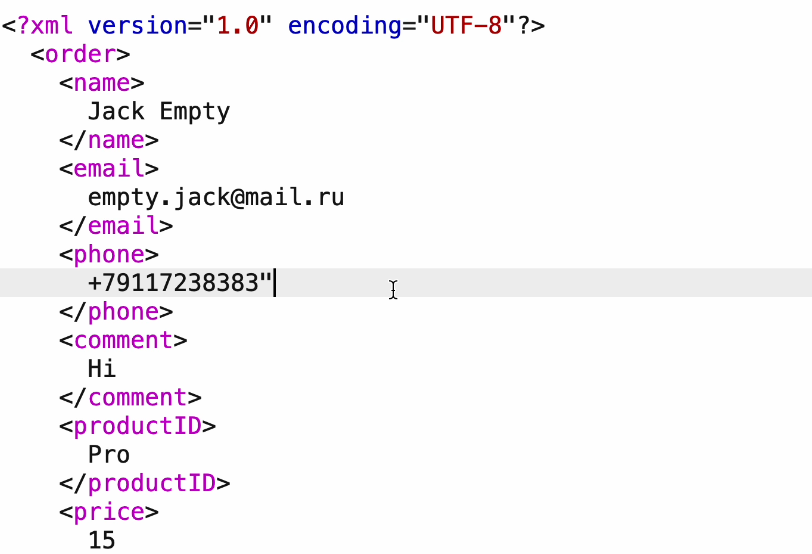 <?xml version="1.0" encoding="UTF-8"?>
<order>
<name>
Jack Empty
</name>
<email>
empty.jack@mail.ru
</email>
<phone>
+79117238383"
</phone>
<comment>
Hi
</comment>
<productID>
Pro
</productID>
<price>
15